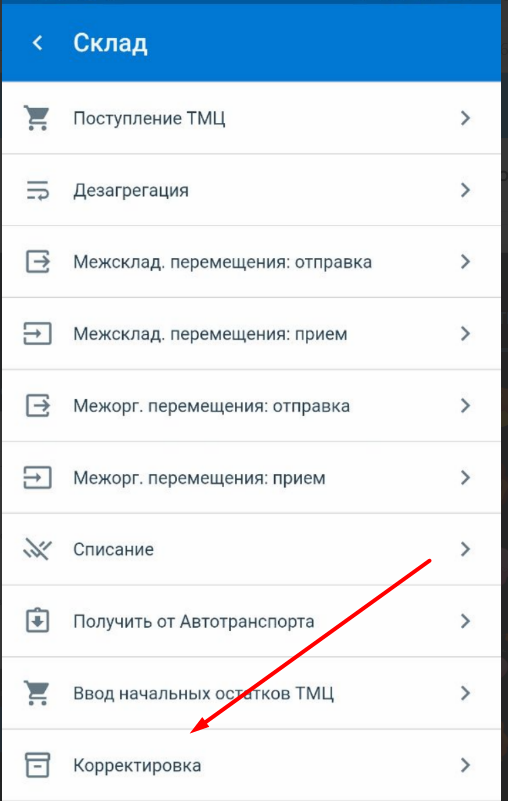 Склад
Поступление ТМЦ
Дезагрегация
Межсклад. перемещения: отправка
Межсклад. перемещения: прием
Межорг. перемещения: отправка
Межорг. перемещения: прием
Списание
Получить от Автотранспорта
Ввод начальных остатков ТМЦ
Корректировка